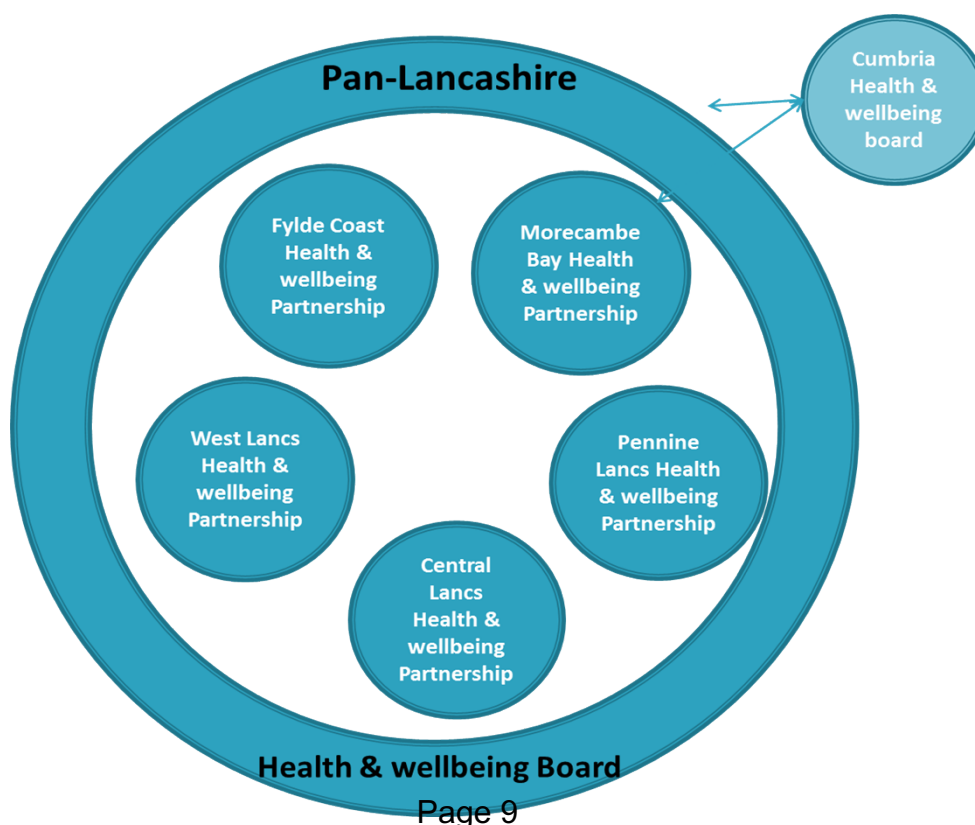 Pan-Lancashire
Cumbria
Health &
wellbeing
board
Fylde Coast
Health &
wellbeing
Partnership
Morecambe
Bay Health
& wellbeing
Partnership
West Lancs
Health &
wellbeing
Partnership
Pennine
Lancs Health
& wellbeing
Partnership
Central
Lancs
Health &
wellbeing
Partnership
Health & wellbeing Board
Page 9